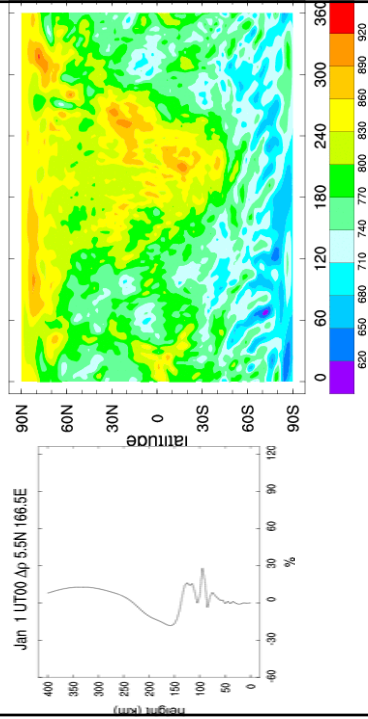 360
300
240
180
120
60
0
90N
60N
30N
0
30S
60S
90S
latitude
620 650 680 710 740 770 800 830 860 890 920
Jan 1 UT00 Δp 5.5N 166.5E
400
350
300
250
200
150
100
50
0
height (km)
-60 -30 0 30 60 90 120
%